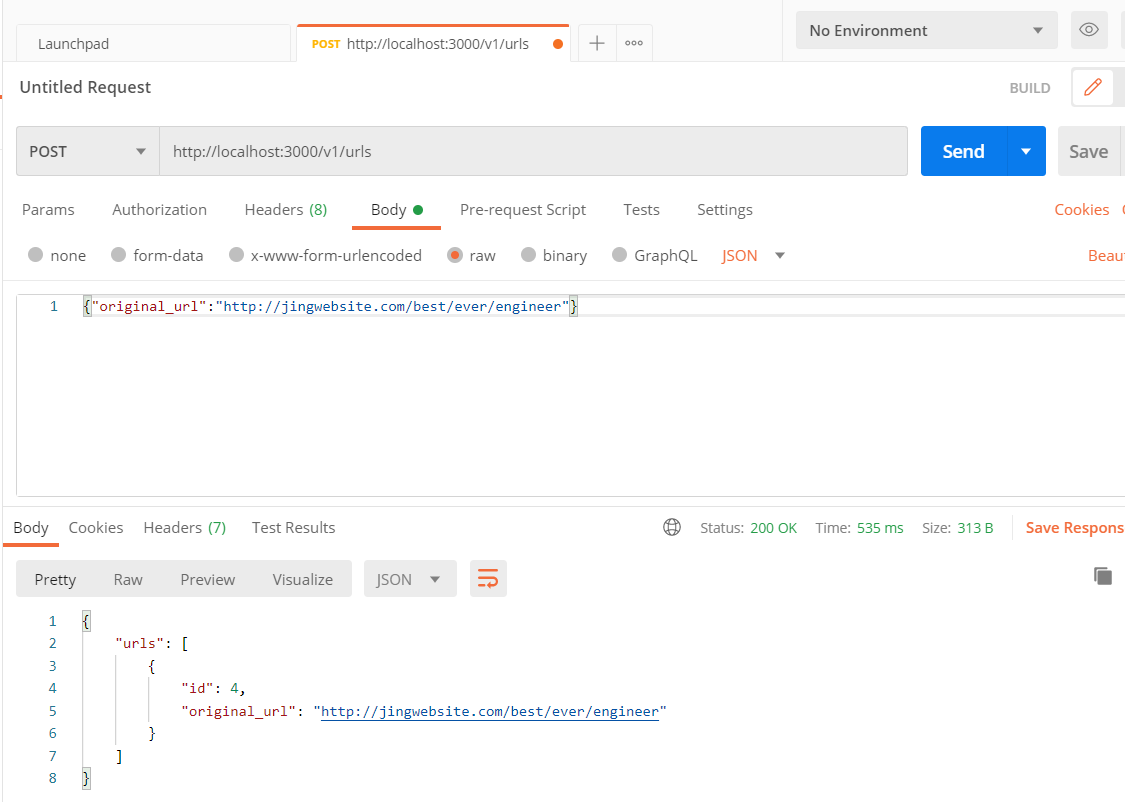 Launchpad
POST http://localhost:3000/v1/urls
No Environment
Untitled Request
BUILD
POST
http://localhost:3000/v1/urls
Send
Save
Params Authorization Headers (8) Body Pre-request Script Tests Settings Cookies
none form-data x-www-form-urlencoded raw binary GraphQL JSON Beau
1 {"original_url":"http://jingwebsite.com/best/ever/engineer"}
Body Cookies Headers (7) Test Results Status: 200 OK Time: 535 ms Size: 313 B Save Respons
Pretty Raw Preview Visualize JSON
1 {
2 "urls": [
3 {
4 "id": 4,
5 "original_url": "http://jingwebsite.com/best/ever/engineer"
6 }
7 ]
8 }